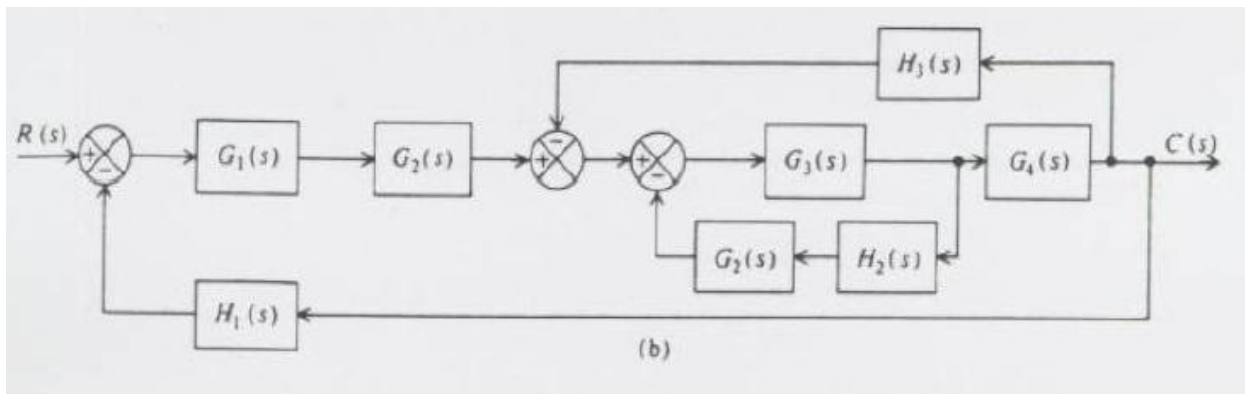 H₃(s)
R(s)
+
−
G₁(s)
G₂(s)
−
+
+
−
G₃(s)
G₄(s)
C(s)
G₂(s)
H₂(s)
H₁(s)
(b)